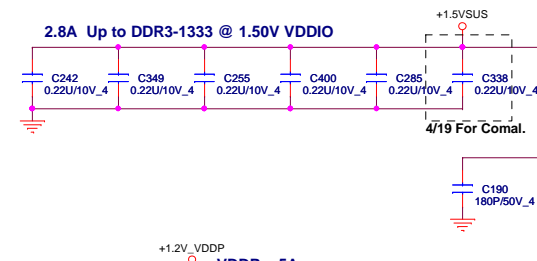 +1.5VSUS
2.8A Up to DDR3-1333 @ 1.50V VDDIO
C242
0.22U/10V_4
C349
0.22U/10V_4
C255
0.22U/10V_4
C400
0.22U/10V_4
C285
0.22U/10V_4
C338
0.22U/10V_4
4/19 For Comal.
C190
180P/50V_4
+1.2V_VDDP